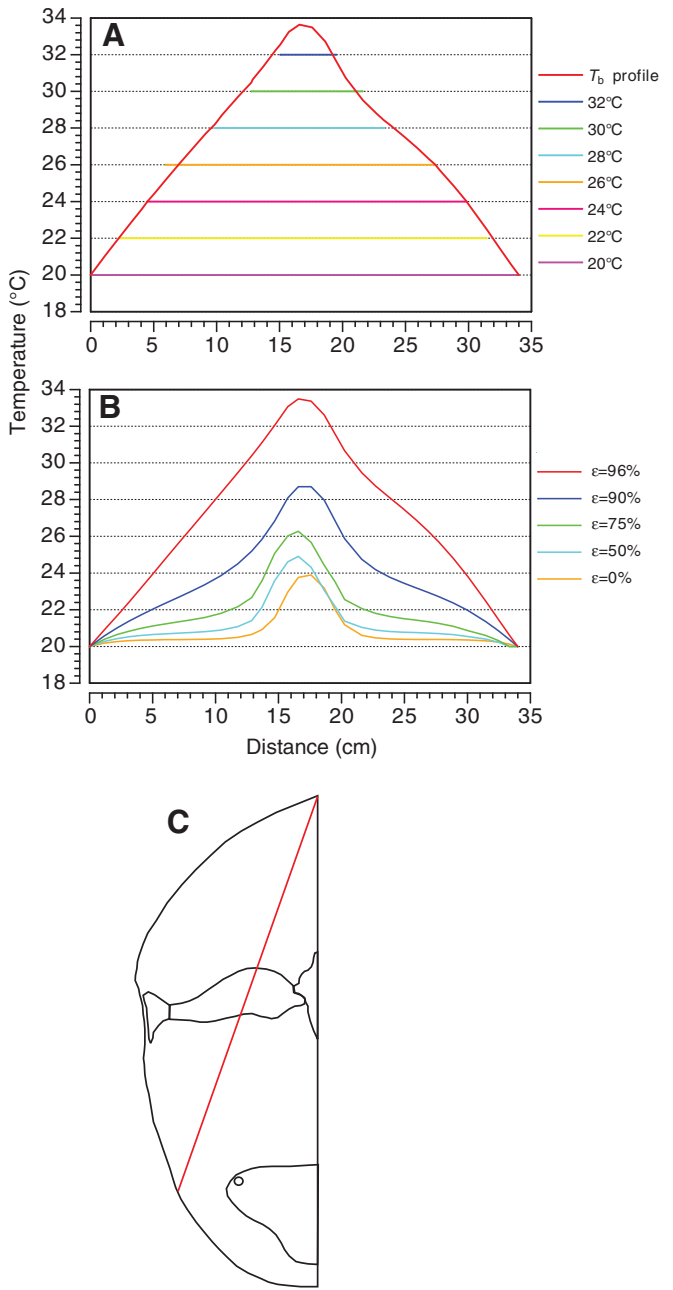 A
34
32
30
28
26
24
22
20
18
0 5 10 15 20 25 30 35
Tb profile
32°C
30°C
28°C
26°C
24°C
22°C
20°C
Temperature (°C)
B
34
32
30
28
26
24
22
20
18
0 5 10 15 20 25 30 35
Distance (cm)
ε=96%
ε=90%
ε=75%
ε=50%
ε=0%
C